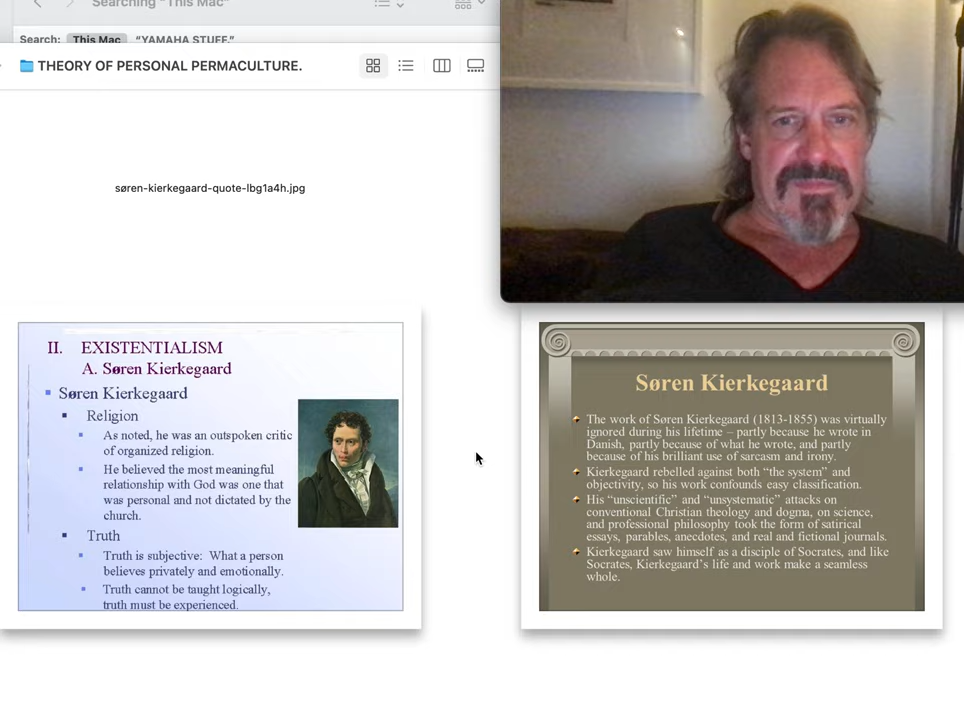 Searching "This Mac"
Search: This Mac "YAMAHA STUFF."
THEORY OF PERSONAL PERMACULTURE.
søren-kierkegaard-quote-lbg1a4h.jpg
II. EXISTENTIALISM
A. Søren Kierkegaard
Søren Kierkegaard
Religion
As noted, he was an outspoken critic
of organized religion.
He believed the most meaningful
relationship with God was one that
was personal and not dictated by the
church.
Truth
Truth is subjective: What a person
believes privately and emotionally.
Truth cannot be taught logically,
truth must be experienced.
Søren Kierkegaard
The work of Søren Kierkegaard (1813-1855) was virtually
ignored during his lifetime – partly because he wrote in
Danish, partly because of what he wrote, and partly
because of his brilliant use of sarcasm and irony.
Kierkegaard rebelled against both “the system” and
objectivity, so his work confounds easy classification.
His “unscientific” and “unsystematic” attacks on
conventional Christian theology and dogma, on science,
and professional philosophy took the form of satirical
essays, parables, anecdotes, and real and fictional journals.
Kierkegaard saw himself as a disciple of Socrates, and like
Socrates, Kierkegaard’s life and work make a seamless
whole.